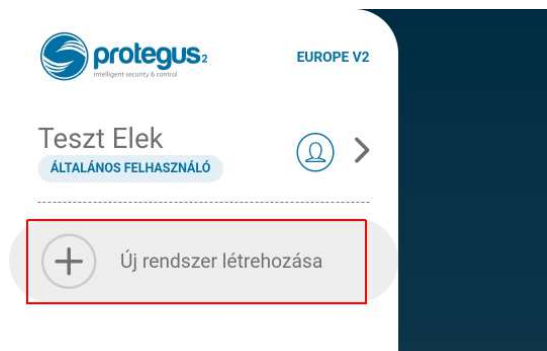 protegus2
intelligent security & control
EUROPE V2
Teszt Elek
ÁLTALÁNOS FELHASZNÁLÓ
Új rendszer létrehozása